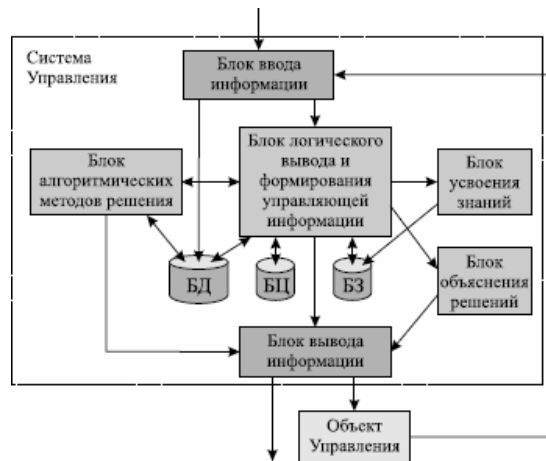 Система
Управления
Блок ввода
информации
Блок логического
вывода и
формирования
управляющей
информации
Блок
алгоритмических
методов решения
Блок
усвоения
знаний
БД
БЦ
БЗ
Блок
объяснения
решений
Блок вывода
информации
Объект
Управления